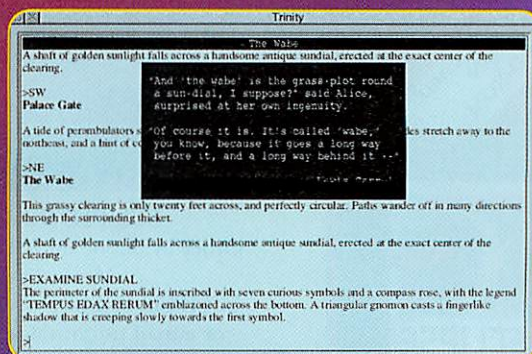 Trinity
The Wabe
A shaft of golden sunlight falls across a handsome antique sundial, erected at the exact center of the
clearing.
>SW
Palace Gate
"And 'the wabe' is the grass-plot round
a sun-dial, I suppose?" said Alice,
surprised at her own ingenuity.
"Of course it is. It's called 'wabe,'
you know, because it goes a long way
before it, and a long way behind it --"
A tide of perambulators s
les stretch away to the
northeast, and a hint of
>NE
The Wabe
This grassy clearing is only twenty feet across, and perfectly circular. Paths wander off in many directions
through the surrounding thicket.
A shaft of golden sunlight falls across a handsome antique sundial, erected at the exact center of the
clearing.
>EXAMINE SUNDIAL
The perimeter of the sundial is inscribed with seven curious symbols and a compass rose, with the legend
"TEMPUS EDAX RERUM" emblazoned across the bottom. A triangular gnomon casts a fingerlike
shadow that is creeping slowly towards the first symbol.
>